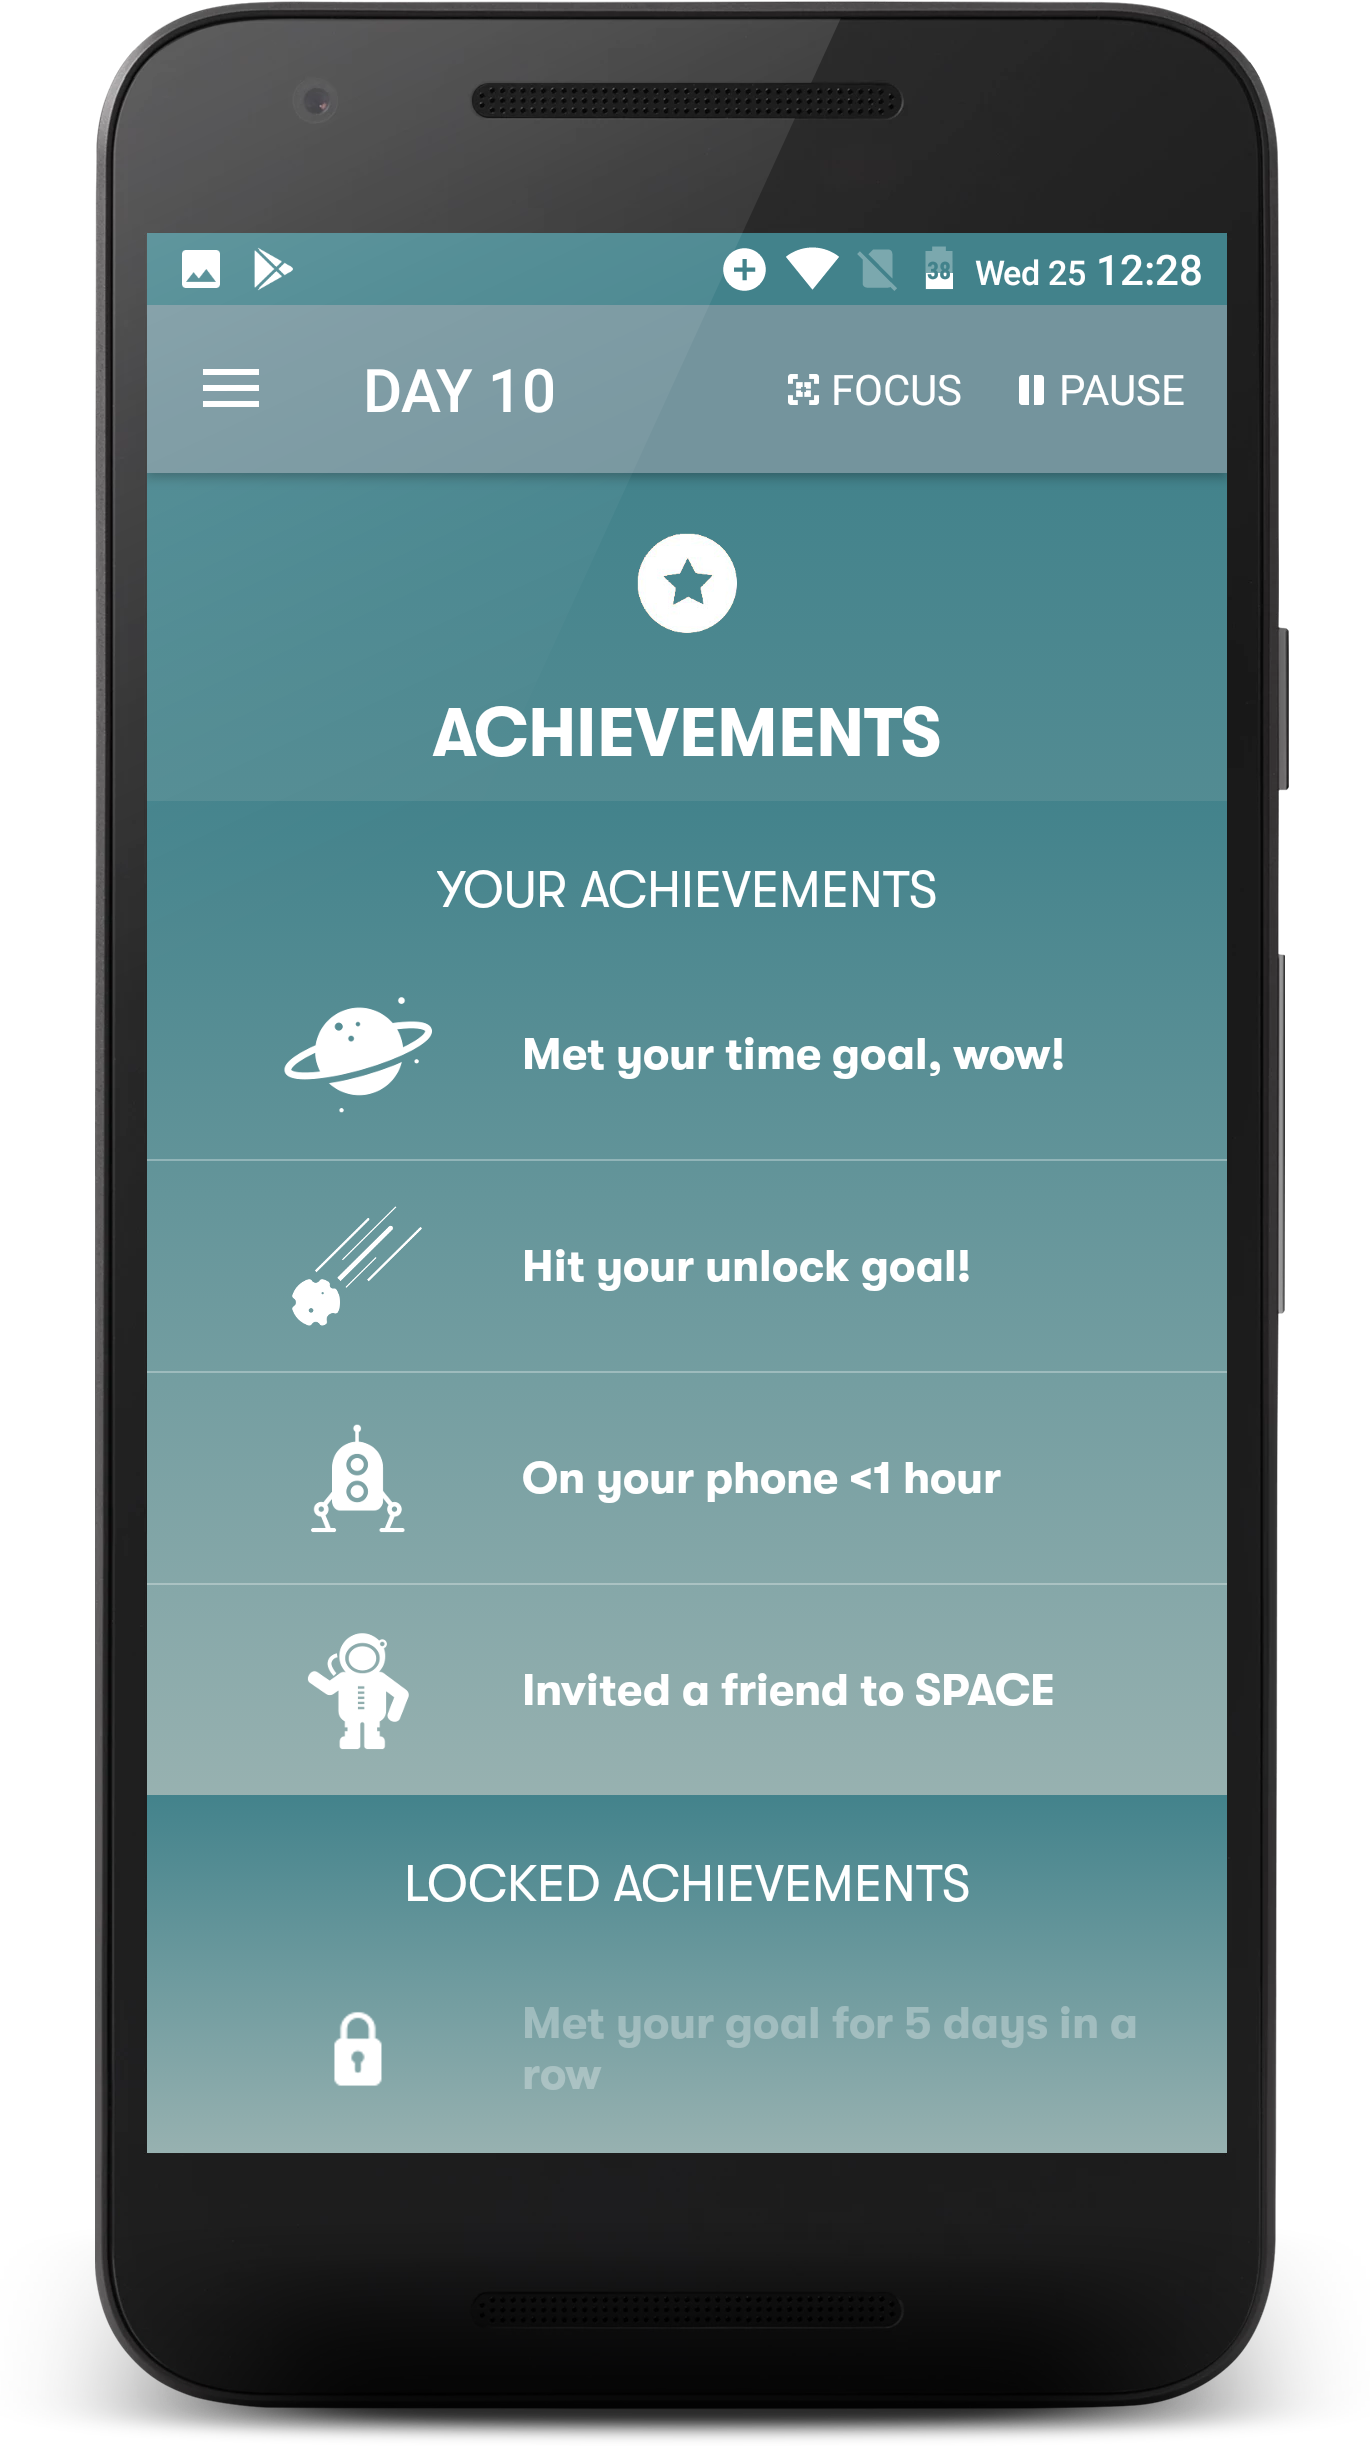 38 Wed 25 12:28
DAY 10 FOCUS PAUSE
ACHIEVEMENTS
YOUR ACHIEVEMENTS
Met your time goal, wow!
Hit your unlock goal!
On your phone <1 hour
Invited a friend to SPACE
LOCKED ACHIEVEMENTS
Met your goal for 5 days in a
row